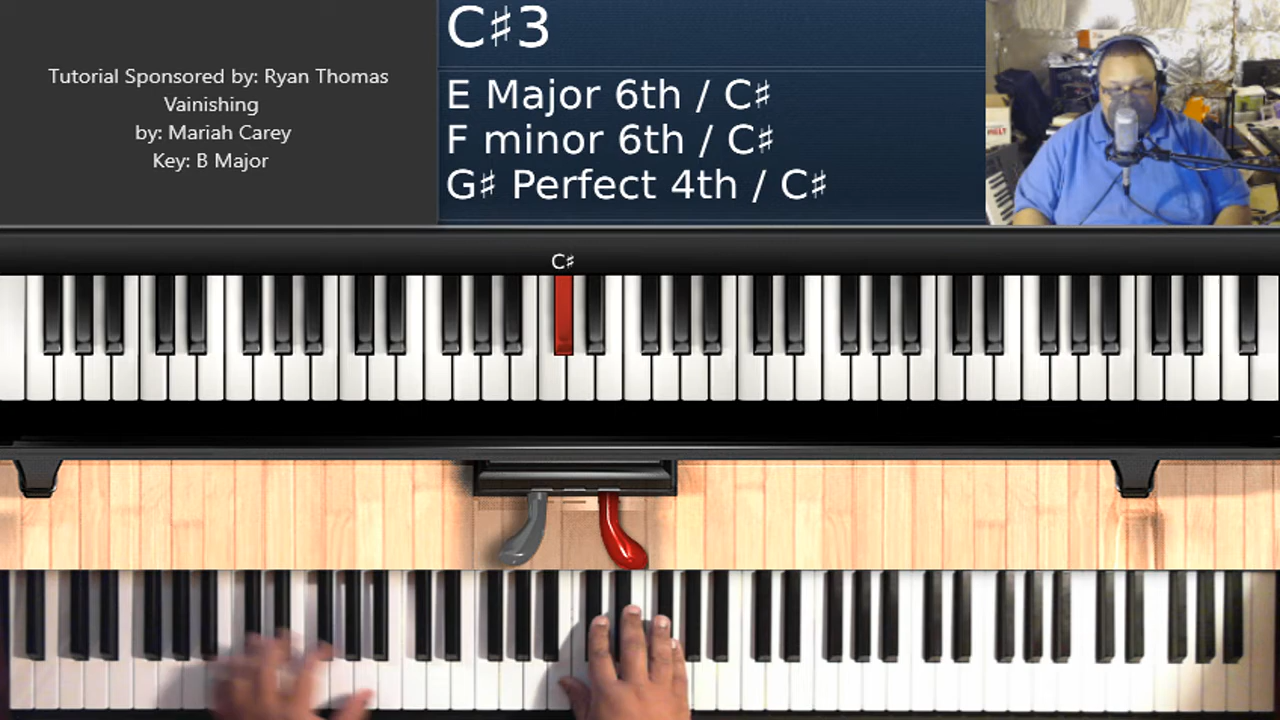 Tutorial Sponsored by: Ryan Thomas
Vainishing
by: Mariah Carey
Key: B Major
C♯3
E Major 6th / C♯
F minor 6th / C♯
G♯ Perfect 4th / C♯
C♯